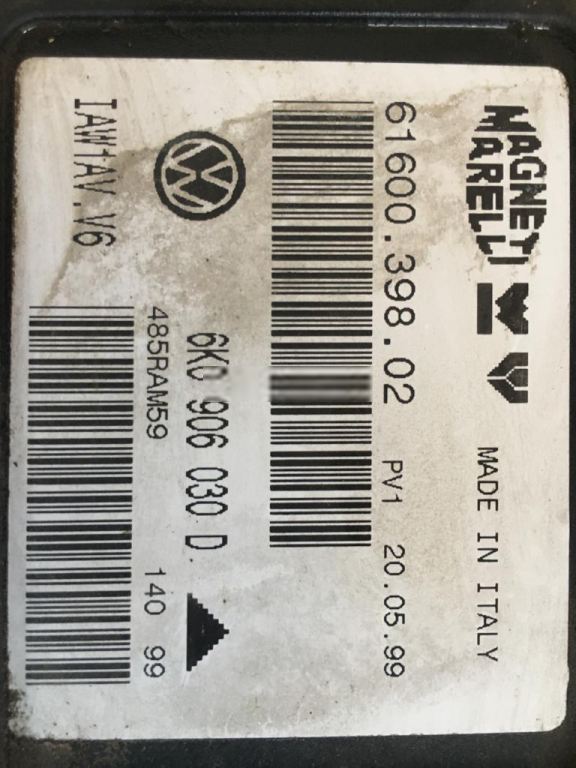 MAGNETI
MARELLI
MADE IN ITALY
61600.398.02 PV1 20.05.99
6K0 906 030 D
485RAM59 140 99
IAW1AV.V6